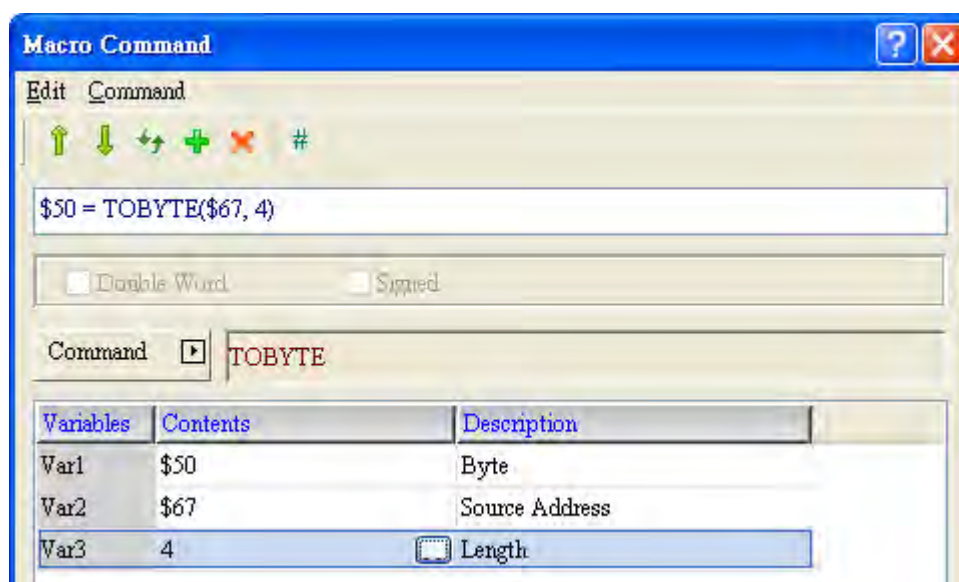 Macro Command
Edit Command
#
$50 = TOBYTE($67, 4)
Double Word Signed
Command TOBYTE
Variables Contents Description
Var1 $50 Byte
Var2 $67 Source Address
Var3 4 Length